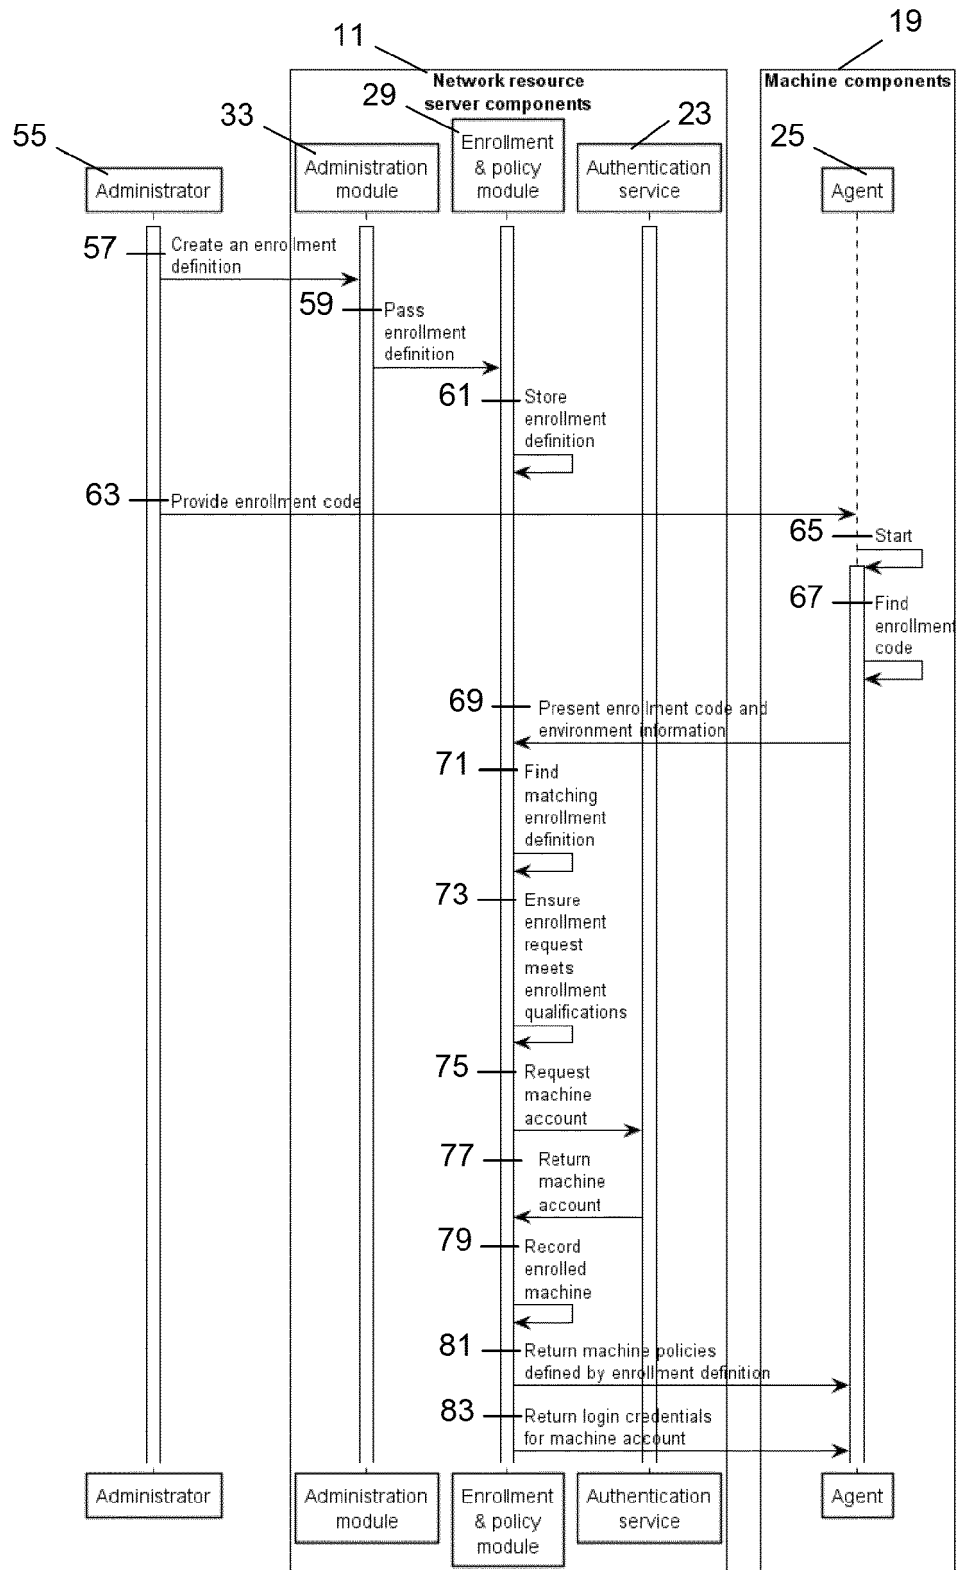 11
19
Network resource
server components
Machine components
55
33
29
23
25
Administrator
Administration
module
Enrollment
& policy
module
Authentication
service
Agent
57
Create an enrollment
definition
59
Pass
enrollment
definition
61
Store
enrollment
definition
63
Provide enrollment code
65
Start
67
Find
enrollment
code
69
Present enrollment code and
environment information
71
Find
matching
enrollment
definition
73
Ensure
enrollment
request
meets
enrollment
qualifications
75
Request
machine
account
77
Return
machine
account
79
Record
enrolled
machine
81
Return machine policies
defined by enrollment definition
83
Return login credentials
for machine account
Administrator
Administration
module
Enrollment
& policy
module
Authentication
service
Agent